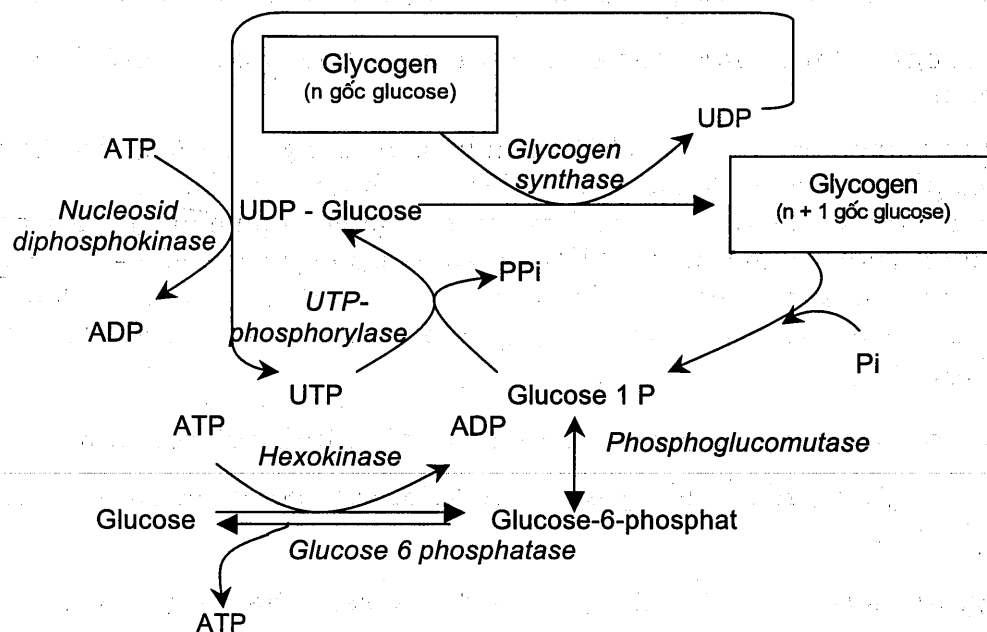 Glycogen
(n gốc glucose)
UDP
ATP
Glycogen
synthase
Glycogen
(n + 1 gốc glucose)
Nucleosid
diphosphokinase
UDP - Glucose
PPi
UTP-
phosphorylase
ADP
Pi
UTP
Glucose 1 P
ATP
ADP
Phosphoglucomutase
Hexokinase
Glucose
Glucose-6-phosphat
Glucose 6 phosphatase
ATP